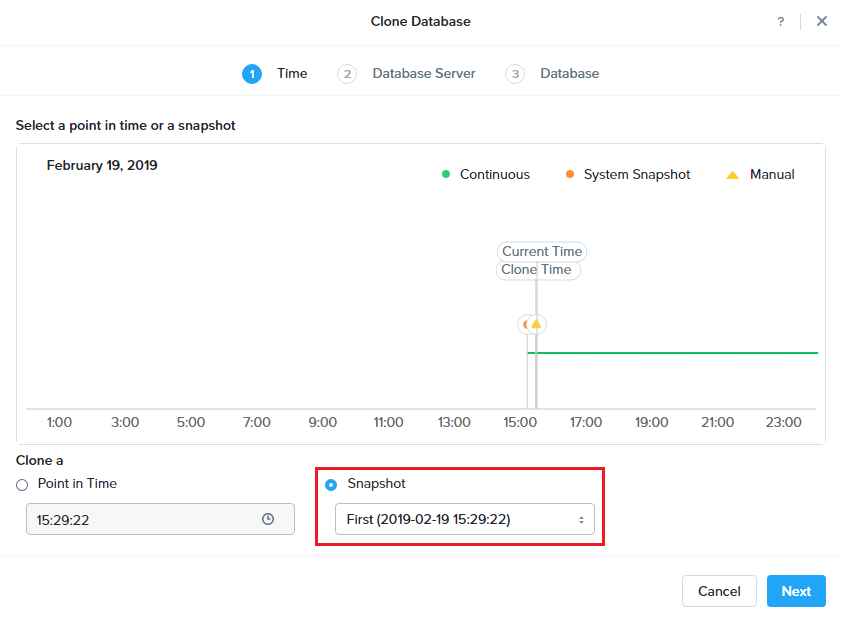 Clone Database
?
1 Time 2 Database Server 3 Database
Select a point in time or a snapshot
February 19, 2019
Continuous System Snapshot Manual
Current Time
Clone Time
1:00 3:00 5:00 7:00 9:00 11:00 13:00 15:00 17:00 19:00 21:00 23:00
Clone a
Point in Time Snapshot
15:29:22 First (2019-02-19 15:29:22)
Cancel Next